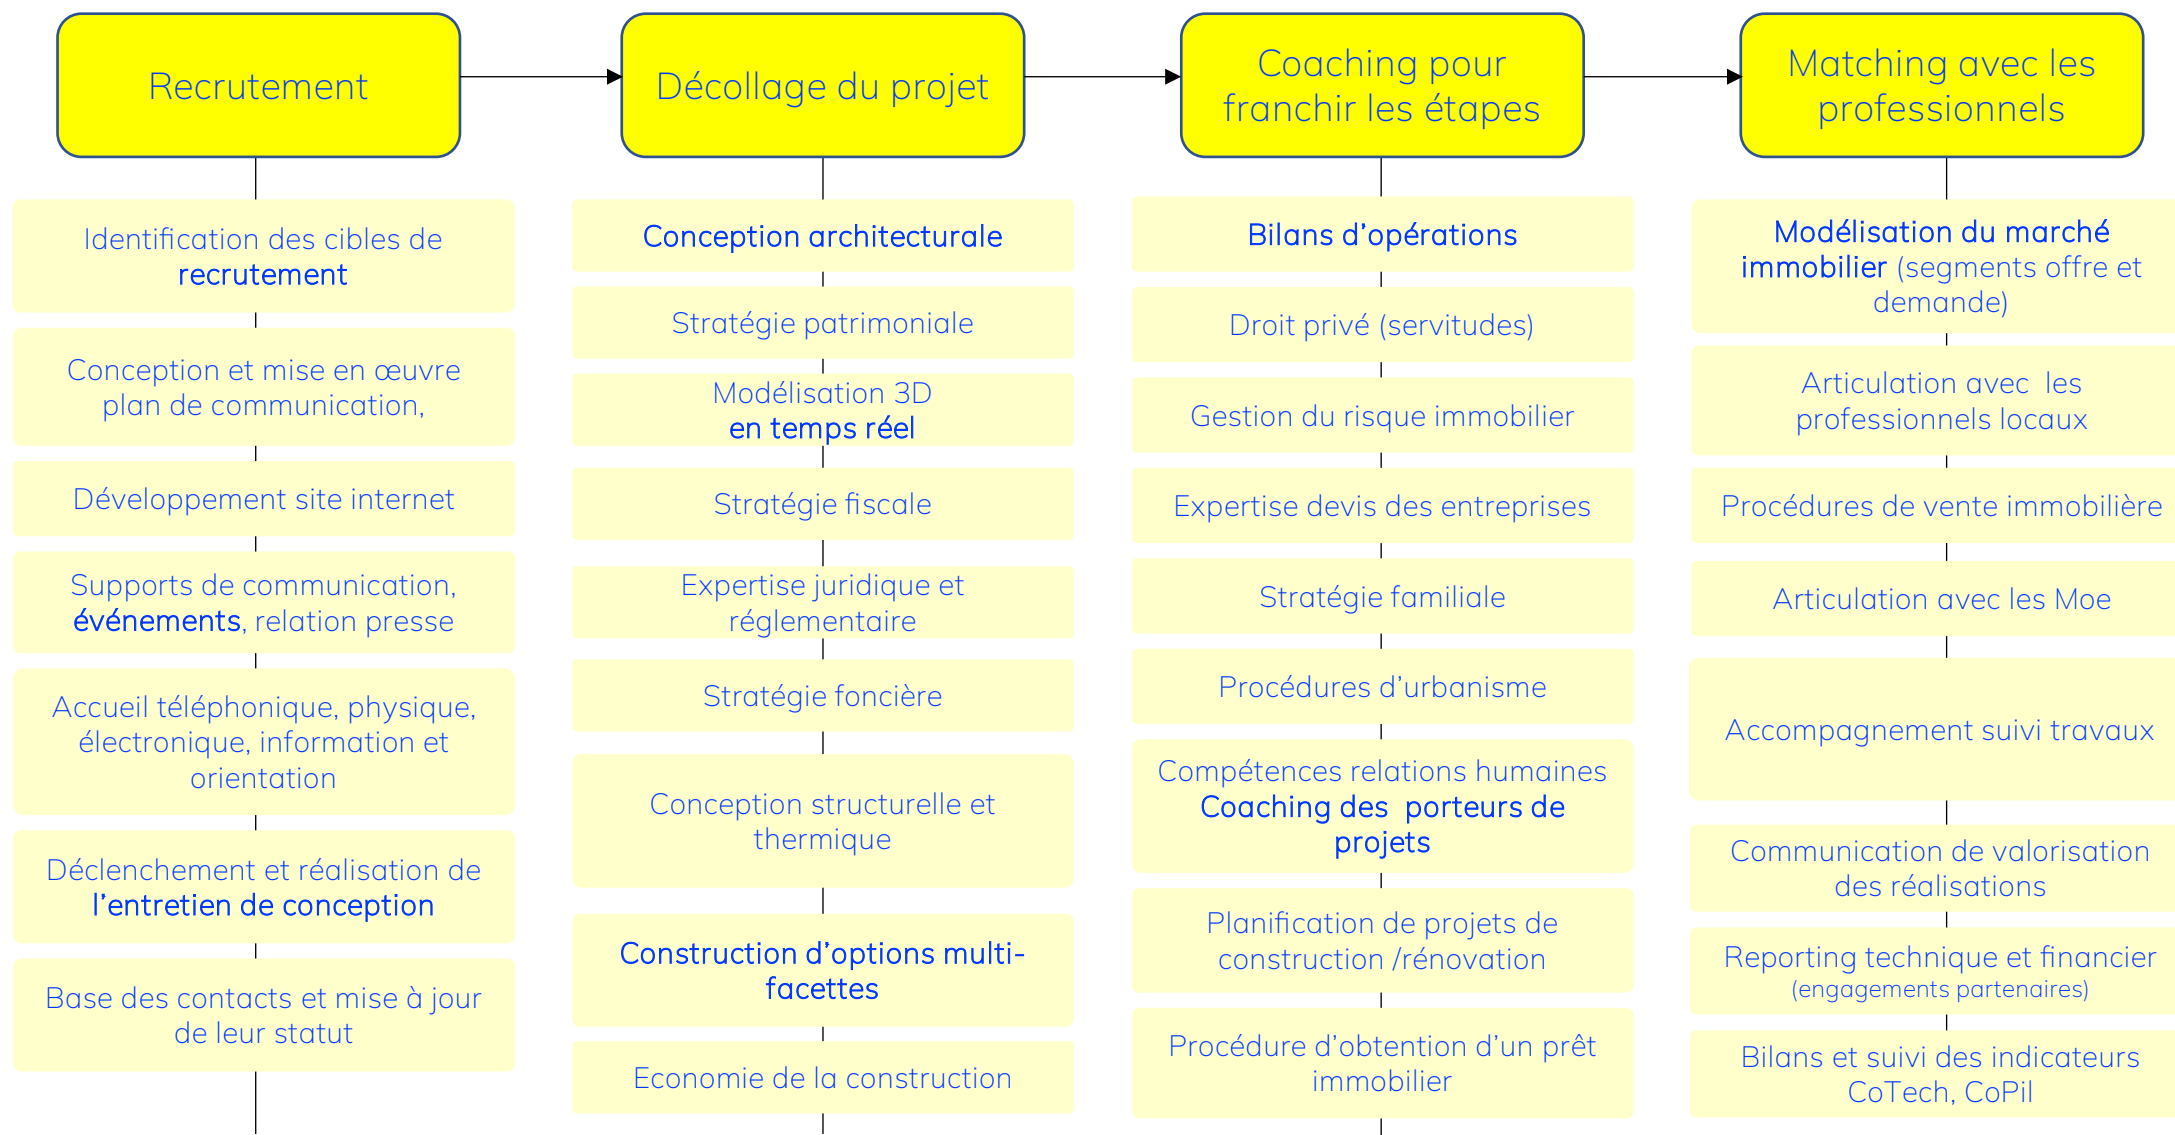 Recrutement
Décollage du projet
Coaching pour
franchir les étapes
Matching avec les
professionnels
Identification des cibles de
recrutement
Conception et mise en œuvre
plan de communication,
Développement site internet
Supports de communication,
événements, relation presse
Accueil téléphonique, physique,
électronique, information et
orientation
Déclenchement et réalisation de
l’entretien de conception
Base des contacts et mise à jour
de leur statut
Conception architecturale
Stratégie patrimoniale
Modélisation 3D
en temps réel
Stratégie fiscale
Expertise juridique et
réglementaire
Stratégie foncière
Conception structurelle et
thermique
Construction d’options multi-
facettes
Economie de la construction
Bilans d’opérations
Droit privé (servitudes)
Gestion du risque immobilier
Expertise devis des entreprises
Stratégie familiale
Procédures d’urbanisme
Compétences relations humaines
Coaching des  porteurs de
projets
Planification de projets de
construction /rénovation
Procédure d’obtention d’un prêt
immobilier
Modélisation du marché
immobilier (segments offre et
demande)
Articulation avec  les
professionnels locaux
Procédures de vente immobilière
Articulation avec les Moe
Accompagnement suivi travaux
Communication de valorisation
des réalisations
Reporting technique et financier
(engagements partenaires)
Bilans et suivi des indicateurs
CoTech, CoPil